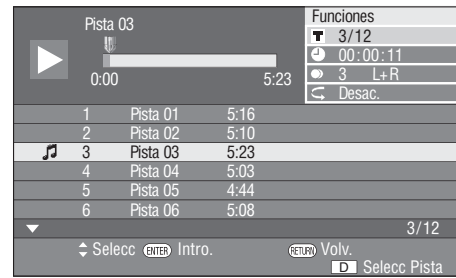 Pista 03
0:00 5:23
Funciones
T 3/12
00:00:11
3 L+R
Desac.
1 Pista 01 5:16
2 Pista 02 5:10
3 Pista 03 5:23
4 Pista 04 5:03
5 Pista 05 4:44
6 Pista 06 5:08
3/12
Selecc ENTER Intro. RETURN Volv.
D Selecc Pista